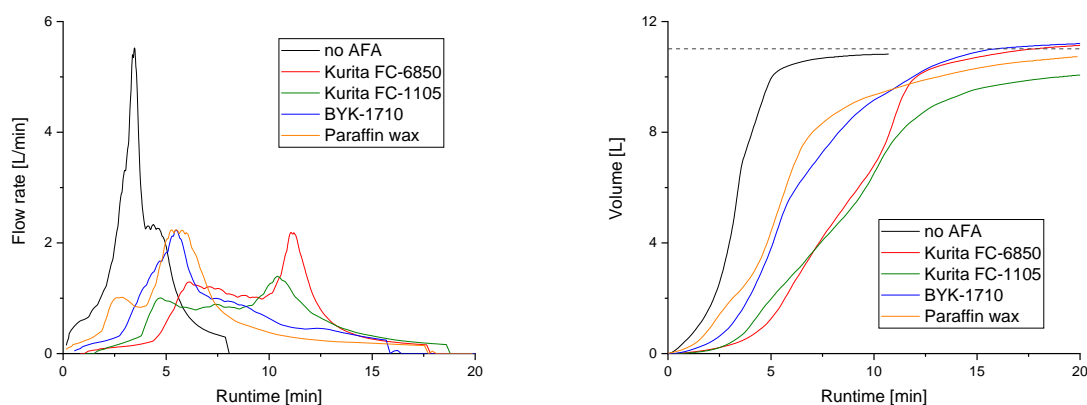 6
4
2
0
Flow rate [L/min]
0
5
10
15
20
Runtime [min]
no AFA
Kurita FC-6850
Kurita FC-1105
BYK-1710
Paraffin wax
12
8
4
0
Volume [L]
0
5
10
15
20
Runtime [min]
no AFA
Kurita FC-6850
Kurita FC-1105
BYK-1710
Paraffin wax